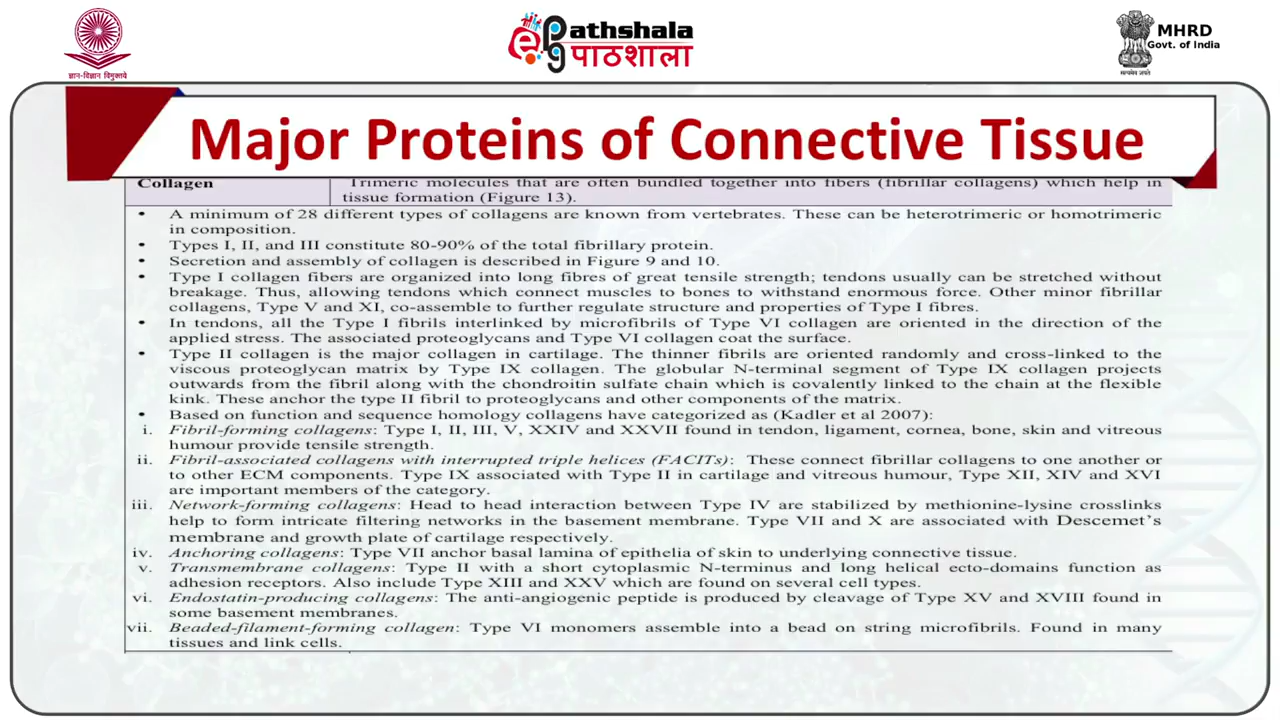 ज्ञान-विज्ञान विमुक्तये
ePG Pathshala
पाठशाला
MHRD
Govt. of India
सत्यमेव जयते
Major Proteins of Connective Tissue
Collagen
Trimeric molecules that are often bundled together into fibers (fibrillar collagens) which help in
tissue formation (Figure 13).
• A minimum of 28 different types of collagens are known from vertebrates. These can be heterotrimeric or homotrimeric
in composition.
• Types I, II, and III constitute 80-90% of the total fibrillary protein.
• Secretion and assembly of collagen is described in Figure 9 and 10.
• Type I collagen fibers are organized into long fibres of great tensile strength; tendons usually can be stretched without
breakage. Thus, allowing tendons which connect muscles to bones to withstand enormous force. Other minor fibrillar
collagens, Type V and XI, co-assemble to further regulate structure and properties of Type I fibres.
• In tendons, all the Type I fibrils interlinked by microfibrils of Type VI collagen are oriented in the direction of the
applied stress. The associated proteoglycans and Type VI collagen coat the surface.
• Type II collagen is the major collagen in cartilage. The thinner fibrils are oriented randomly and cross-linked to the
viscous proteoglycan matrix by Type IX collagen. The globular N-terminal segment of Type IX collagen projects
outwards from the fibril along with the chondroitin sulfate chain which is covalently linked to the chain at the flexible
kink. These anchor the type II fibril to proteoglycans and other components of the matrix.
• Based on function and sequence homology collagens have categorized as (Kadler et al 2007):
i. Fibril-forming collagens: Type I, II, III, V, XXIV and XXVII found in tendon, ligament, cornea, bone, skin and vitreous
humour provide tensile strength.
ii. Fibril-associated collagens with interrupted triple helices (FACITs): These connect fibrillar collagens to one another or
to other ECM components. Type IX associated with Type II in cartilage and vitreous humour, Type XII, XIV and XVI
are important members of the category.
iii. Network-forming collagens: Head to head interaction between Type IV are stabilized by methionine-lysine crosslinks
help to form intricate filtering networks in the basement membrane. Type VII and X are associated with Descemet's
membrane and growth plate of cartilage respectively.
iv. Anchoring collagens: Type VII anchor basal lamina of epithelia of skin to underlying connective tissue.
v. Transmembrane collagens: Type II with a short cytoplasmic N-terminus and long helical ecto-domains function as
adhesion receptors. Also include Type XIII and XXV which are found on several cell types.
vi. Endostatin-producing collagens: The anti-angiogenic peptide is produced by cleavage of Type XV and XVIII found in
some basement membranes.
vii. Beaded-filament-forming collagen: Type VI monomers assemble into a bead on string microfibrils. Found in many
tissues and link cells.